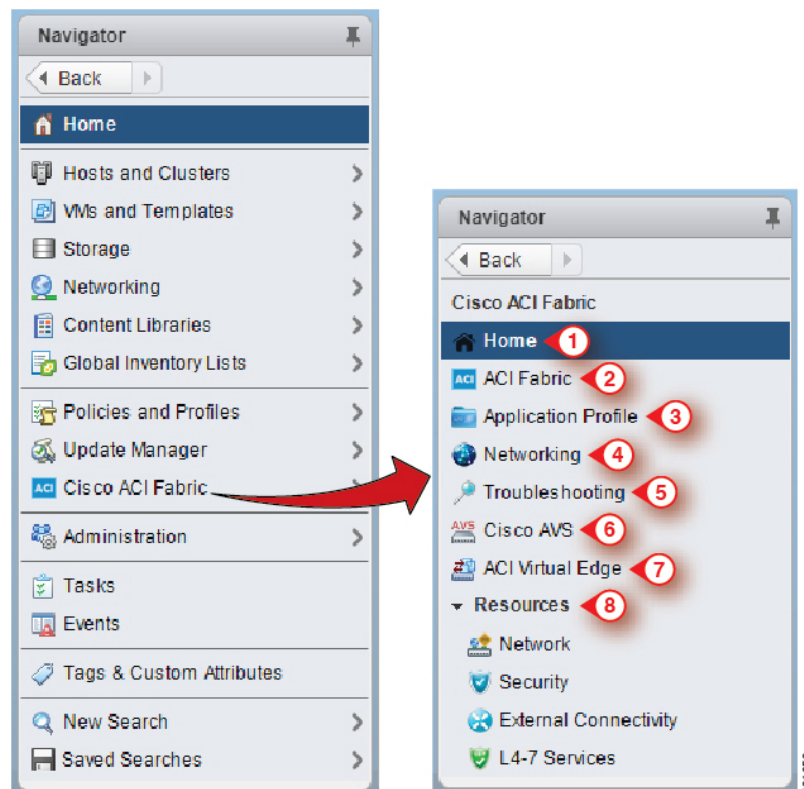 Navigator
Back
Home
Hosts and Clusters
VMs and Templates
Storage
Networking
Content Libraries
Global Inventory Lists
Policies and Profiles
Update Manager
ACI Cisco ACI Fabric
Administration
Tasks
Events
Tags & Custom Attributes
New Search
Saved Searches
Navigator
Back
Cisco ACI Fabric
Home 1
ACI ACI Fabric 2
Application Profile 3
Networking 4
Troubleshooting 5
AVS Cisco AVS 6
ACI Virtual Edge 7
Resources 8
Network
Security
External Connectivity
L4-7 Services